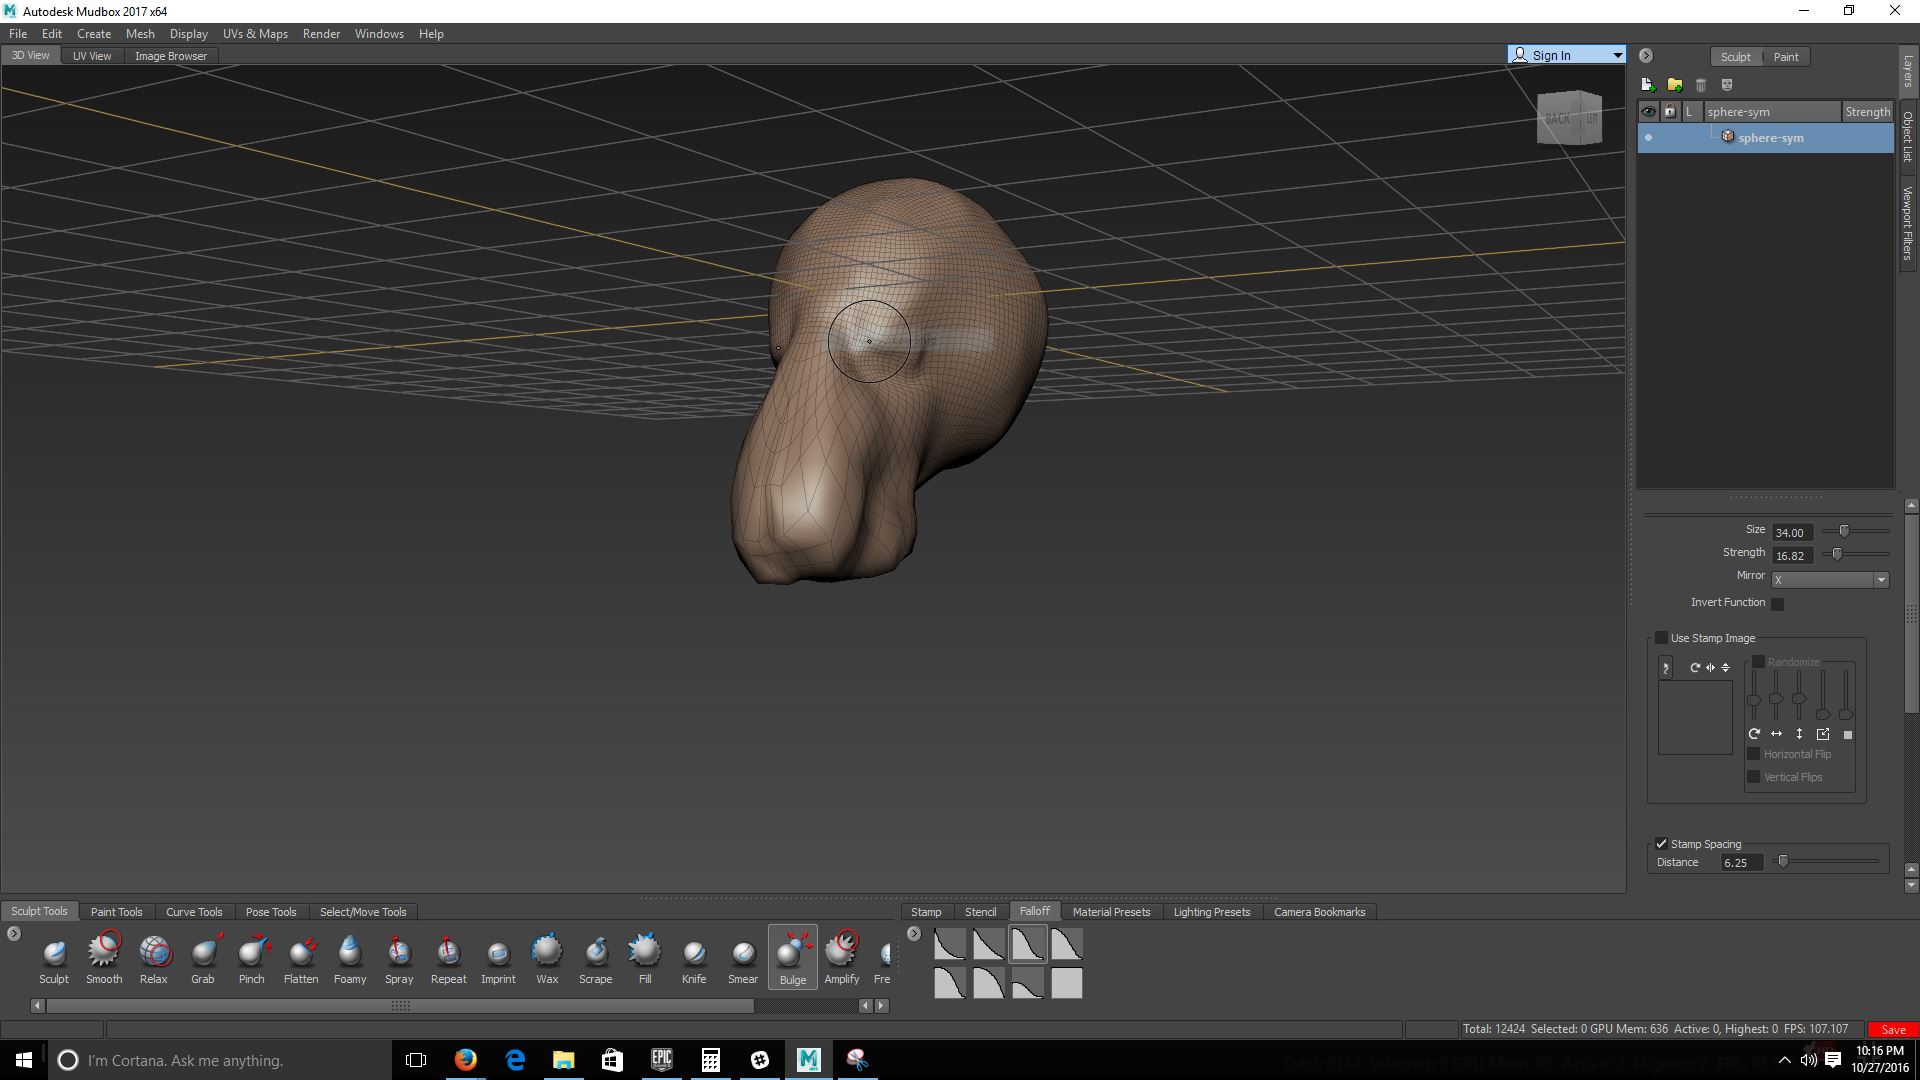 Autodesk Mudbox 2017 x64
File Edit Create Mesh Display UVs & Maps Render Windows Help
3D View UV View Image Browser
Sign In
Sculpt Paint
L sphere-sym Strength
sphere-sym
Layers
Object List
Viewport Filters
BACK LEFT
Size 34.00
Strength 16.82
Mirror X
Invert Function
Use Stamp Image
Randomize
Horizontal Flip
Vertical Flips
Stamp Spacing
Distance 6.25
Sculpt Tools Paint Tools Curve Tools Pose Tools Select/Move Tools
Stamp Stencil Falloff Material Presets Lighting Presets Camera Bookmarks
Sculpt Smooth Relax Grab Pinch Flatten Foamy Spray Repeat Imprint Wax Scrape Fill Knife Smear Bulge Amplify Fre
Total: 12424 Selected: 0 GPU Mem: 636 Active: 0, Highest: 0 FPS: 107.107
Save
I'm Cortana. Ask me anything.
EPIC GAMES
10:16 PM
10/27/2016